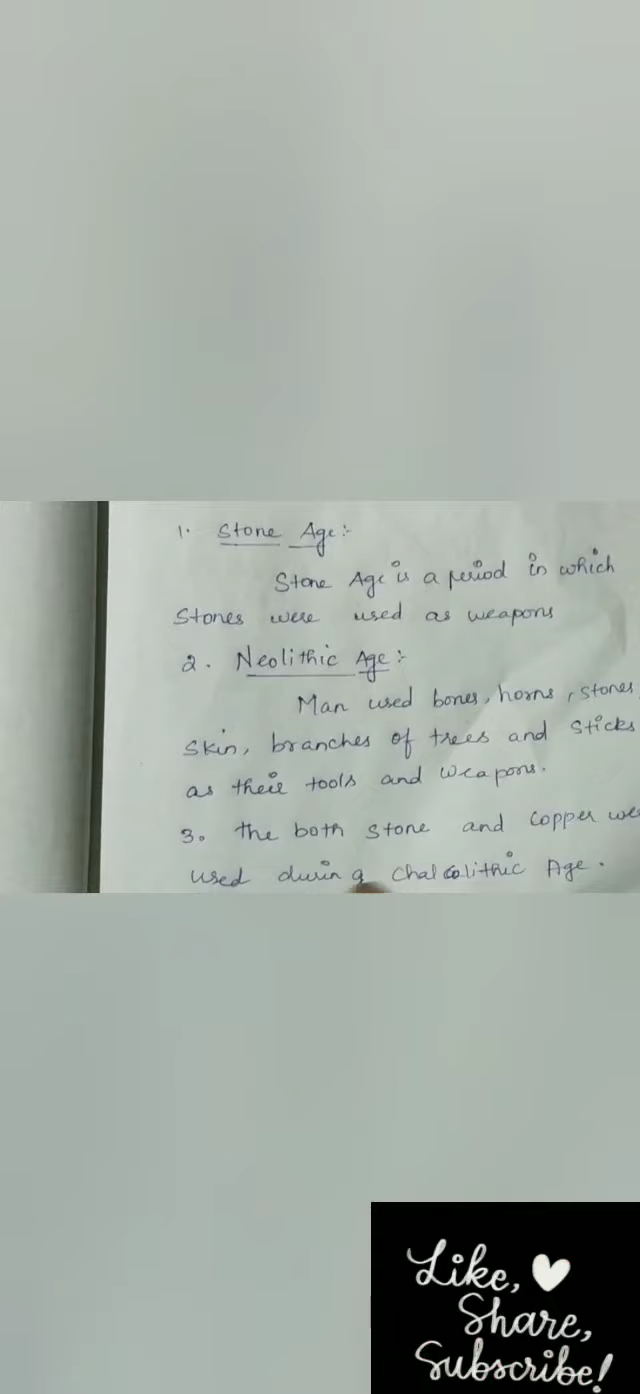 1. Stone Age :-
Stone Age is a period in which
Stones were used as weapons
2. Neolithic Age :-
Man used bones, horns, stones
Skin, branches of trees and sticks
as their tools and weapons.
3. the both stone and copper we
used during chalcolithic Age.
Like,
Share,
Subscribe!